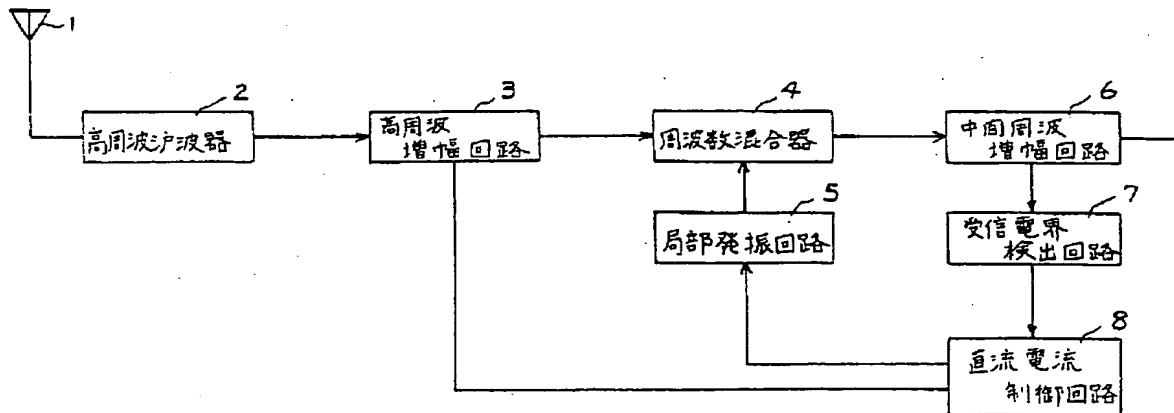 1
2
高周波沪波器
3
高周波
増幅回路
4
周波数混合器
5
局部発振回路
6
中間周波
増幅回路
7
受信電界
検出回路
8
直流電流
制御回路